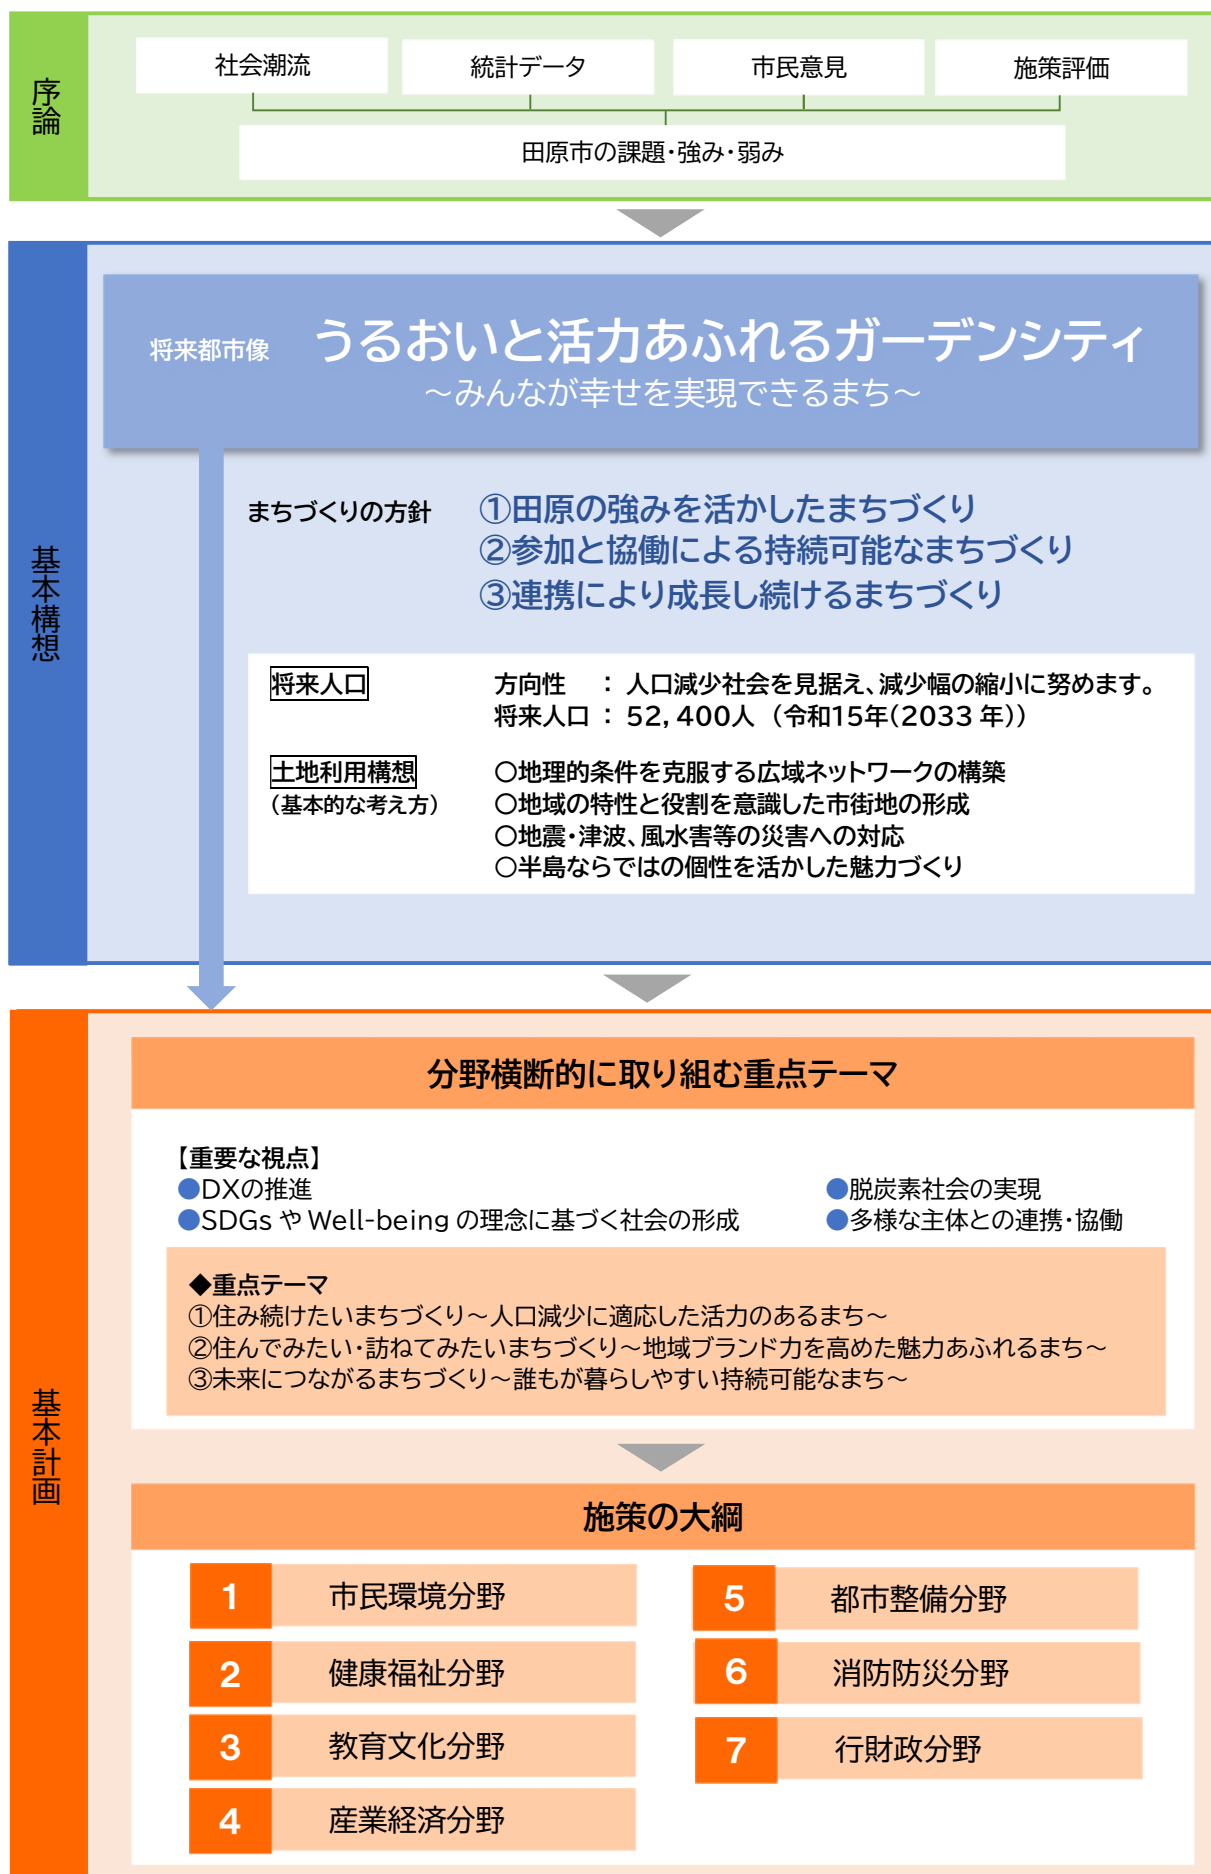 序論
社会潮流
統計データ
市民意見
施策評価
田原市の課題・強み・弱み
基本構想
将来都市像 うるおいと活力あふれるガーデンシティ
～みんなが幸せを実現できるまち～
まちづくりの方針 ①田原の強みを活かしたまちづくり
②参加と協働による持続可能なまちづくり
③連携により成長し続けるまちづくり
将来人口 方向性 ： 人口減少社会を見据え、減少幅の縮小に努めます。
将来人口 ： 52,400人 （令和15年(2033 年)）
土地利用構想 ○地理的条件を克服する広域ネットワークの構築
（基本的な考え方） ○地域の特性と役割を意識した市街地の形成
○地震・津波、風水害等の災害への対応
○半島ならではの個性を活かした魅力づくり
基本計画
分野横断的に取り組む重点テーマ
【重要な視点】
●DXの推進 ●脱炭素社会の実現
●SDGs や Well-being の理念に基づく社会の形成 ●多様な主体との連携・協働
◆重点テーマ
①住み続けたいまちづくり～人口減少に適応した活力のあるまち～
②住んでみたい・訪ねてみたいまちづくり～地域ブランド力を高めた魅力あふれるまち～
③未来につながるまちづくり～誰もが暮らしやすい持続可能なまち～
施策の大綱
1 市民環境分野
2 健康福祉分野
3 教育文化分野
4 産業経済分野
5 都市整備分野
6 消防防災分野
7 行財政分野